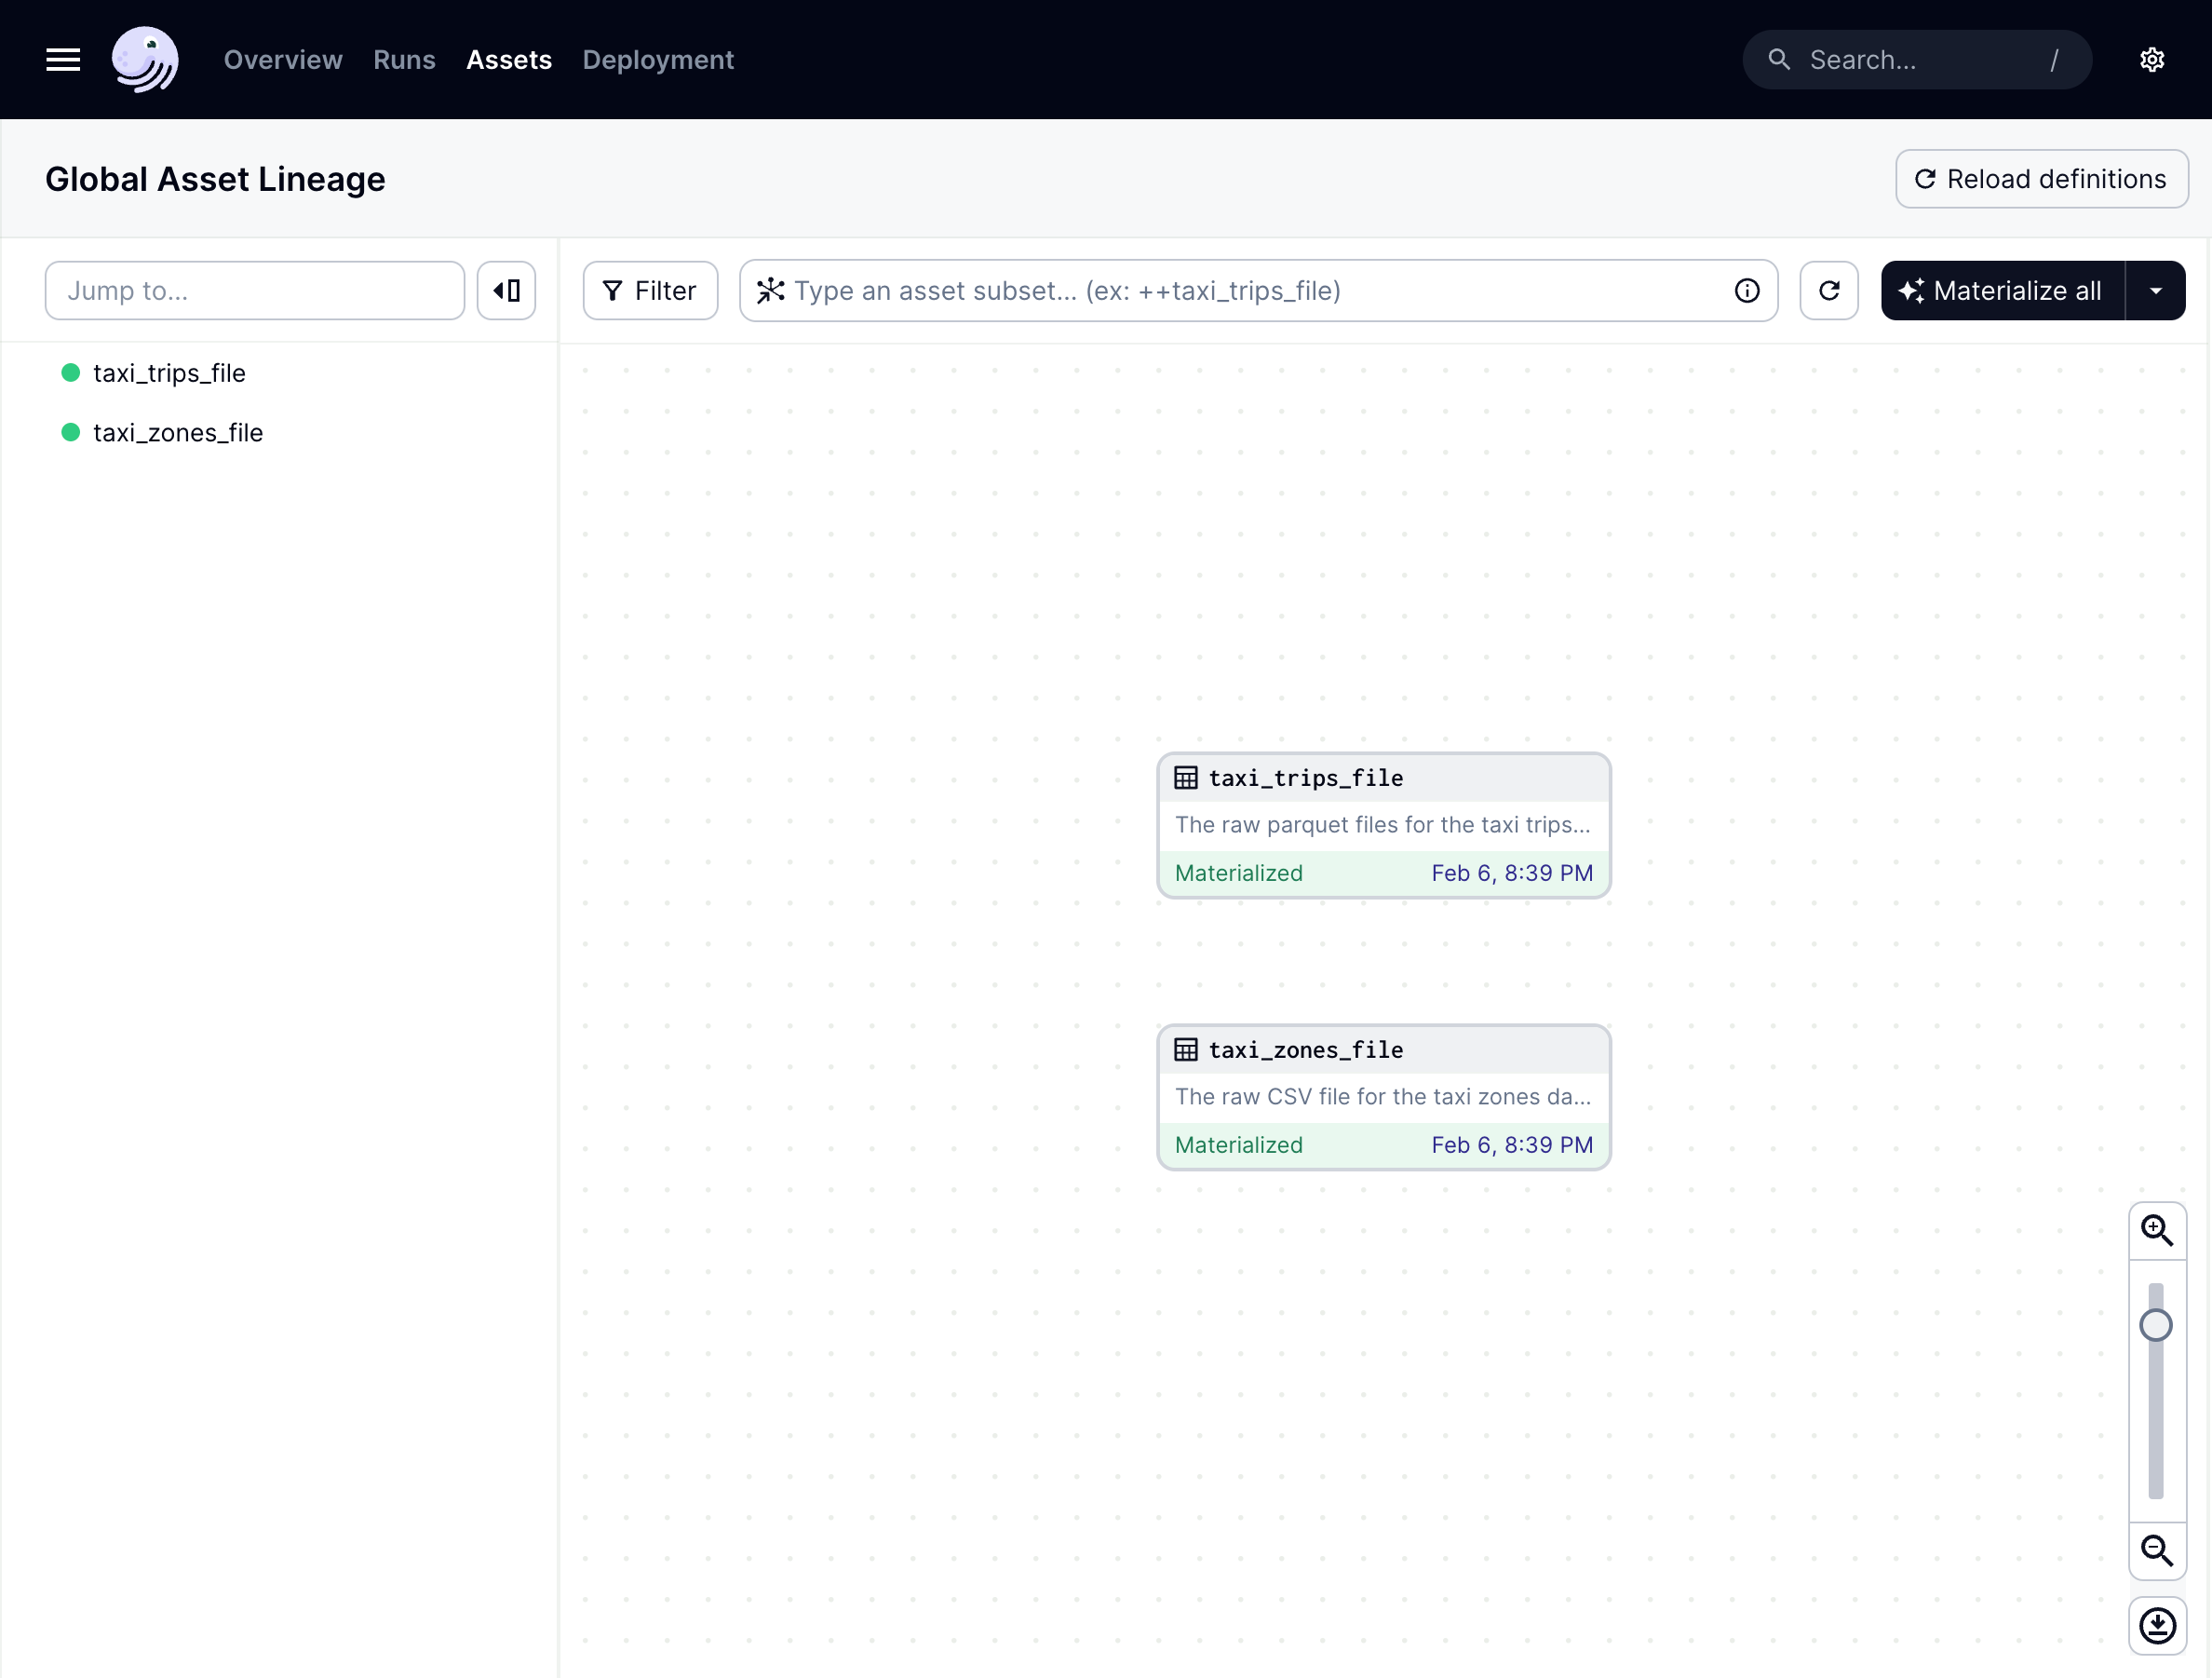 Overview Runs Assets Deployment Search... /
Global Asset Lineage Reload definitions
Jump to... Filter Type an asset subset... (ex: ++taxi_trips_file) Materialize all
taxi_trips_file
taxi_zones_file
taxi_trips_file
The raw parquet files for the taxi trips...
Materialized Feb 6, 8:39 PM
taxi_zones_file
The raw CSV file for the taxi zones da...
Materialized Feb 6, 8:39 PM